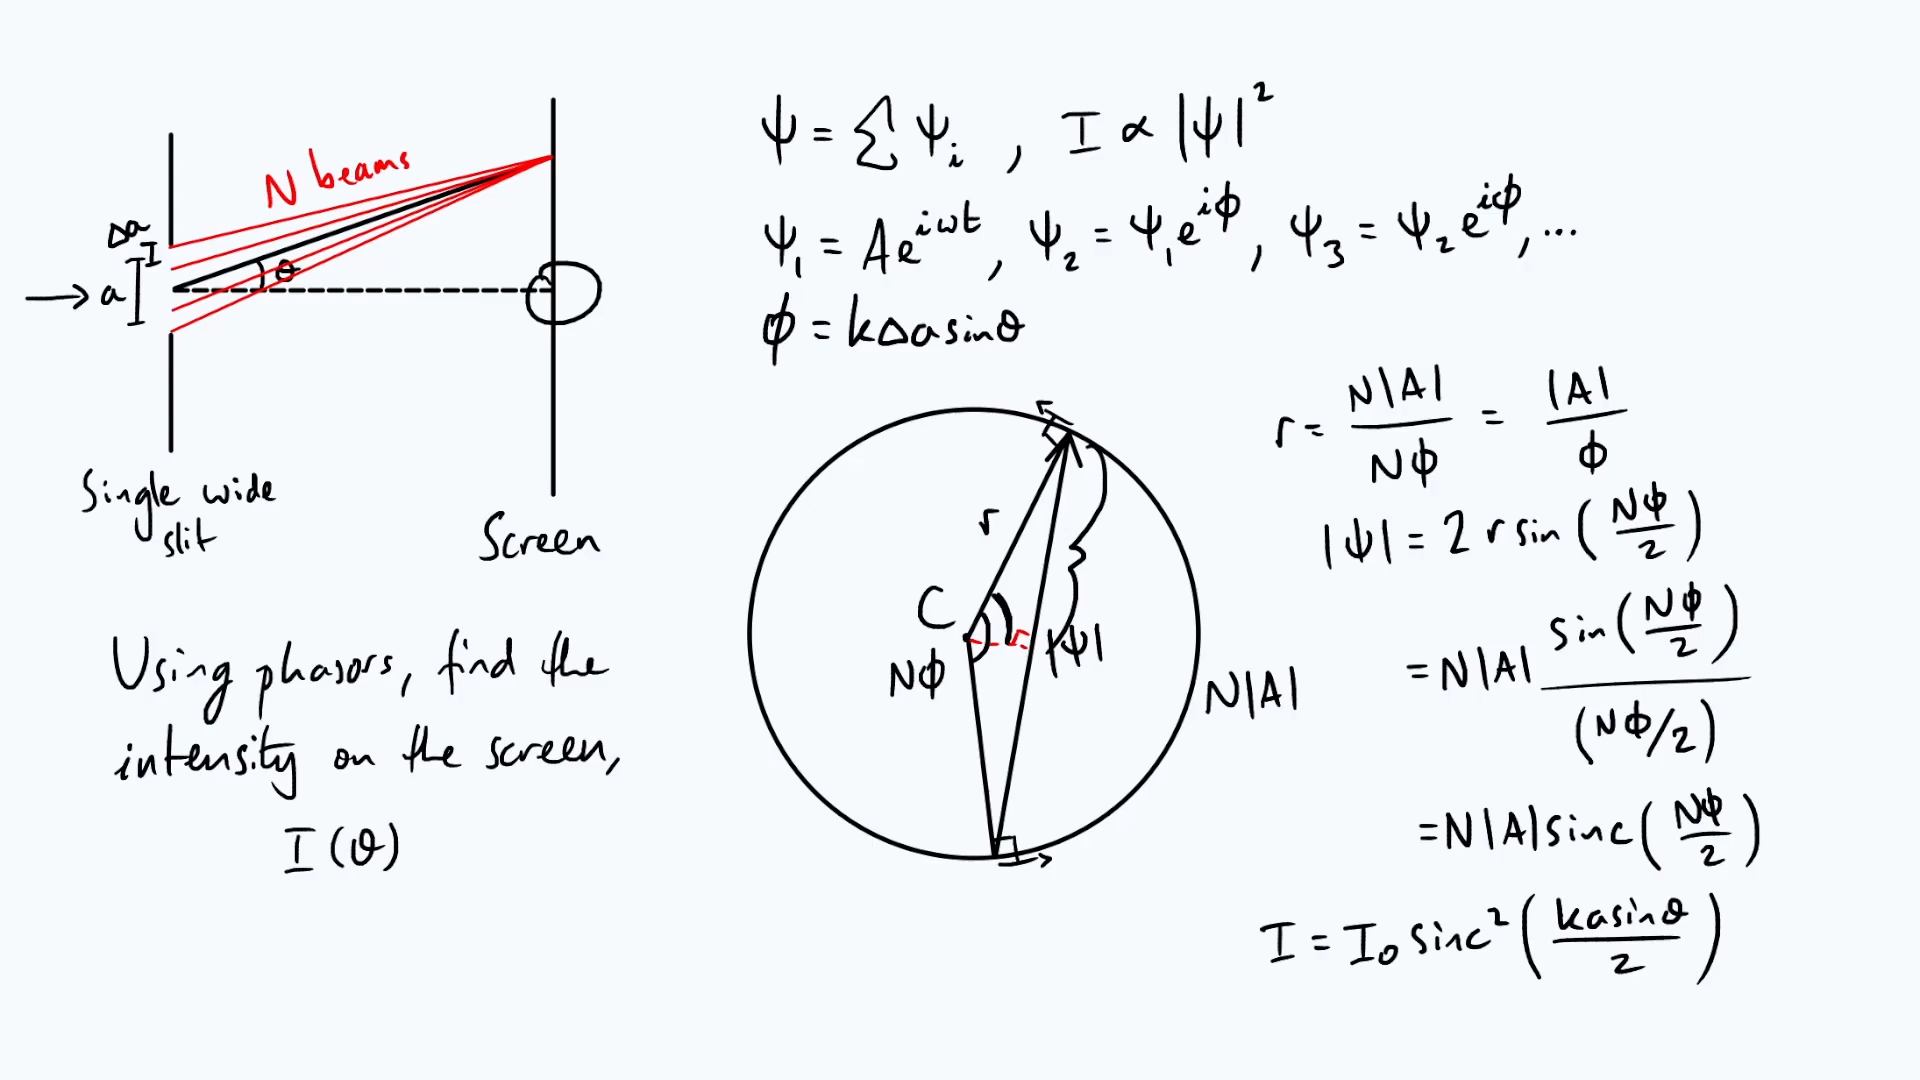 N beams
Δa
θ
a
Single wide
slit
Screen
Using phasors, find the
intensity on the screen,
I(θ)
ψ = Σ ψᵢ , I ∝ |ψ|²
ψ₁ = Ae^{iωt}, ψ₂ = ψ₁e^{iϕ}, ψ₃ = ψ₂e^{iϕ}, ...
ϕ = kΔa sinθ
r
C
Nϕ
|ψ|
N|A|
r = N|A| / Nϕ = |A| / ϕ
|ψ| = 2 r sin (Nϕ/2)
= N|A| sin(Nϕ/2) / (Nϕ/2)
= N|A| sinc(Nϕ/2)
I = I₀ sinc² (ka sinθ / 2)